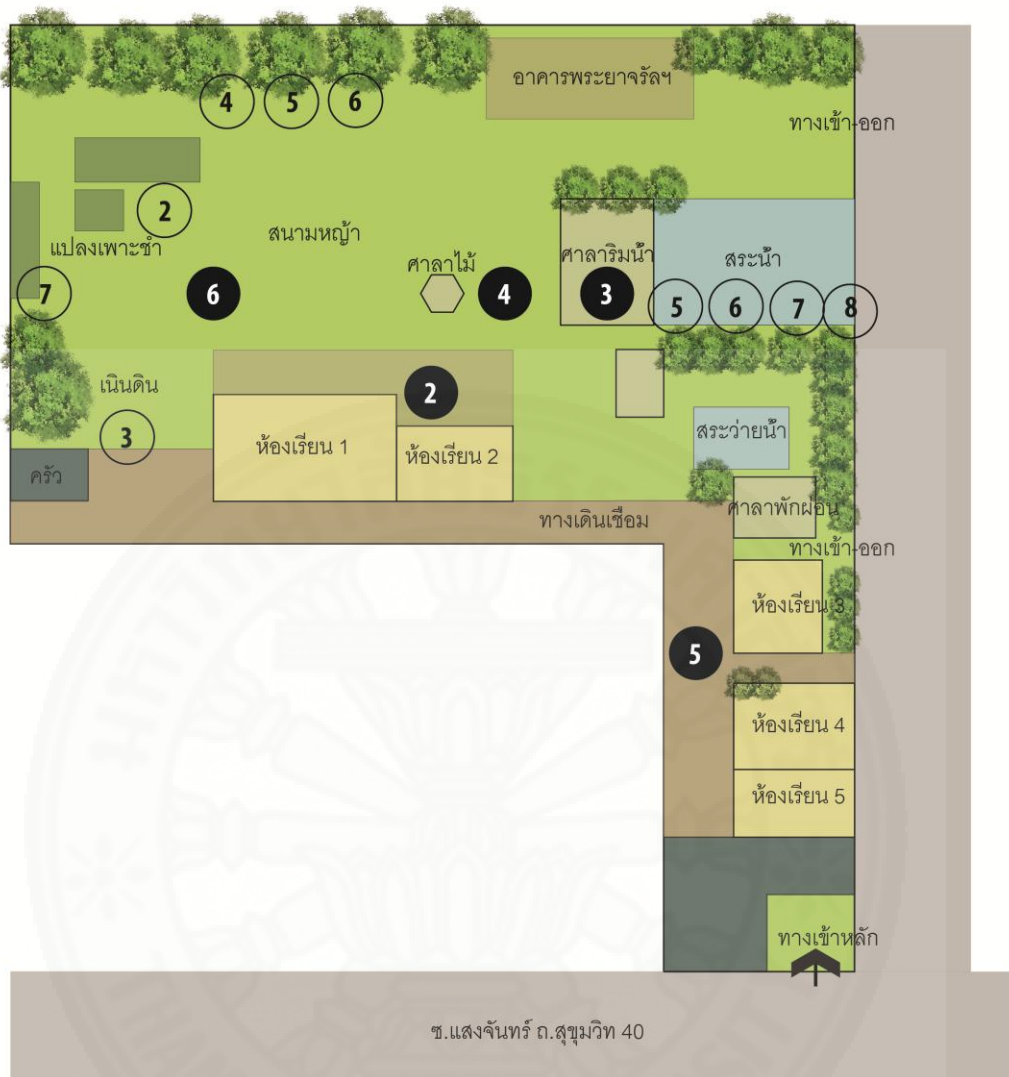 อาคารพระยาจรัลฯ
4 5 6
ทางเข้า-ออก
2
สนามหญ้า
แปลงเพาะชำ
ศาลาริมน้ำ
สระน้ำ
ศาลาไม้
7 6 4 3 5 6 7 8
เนินดิน
2
3
ห้องเรียน 1
ห้องเรียน 2
สระว่ายน้ำ
ครัว
ศาลาพักผ่อน
ทางเดินเชื่อม
ทางเข้า-ออก
ห้องเรียน 3
5
ห้องเรียน 4
ห้องเรียน 5
ทางเข้าหลัก
ซ.แสงจันทร์ ถ.สุขุมวิท 40